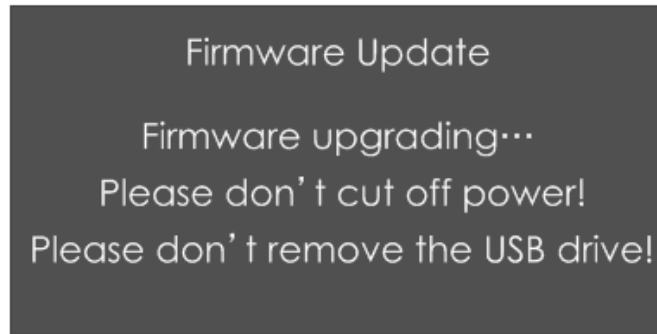 Firmware Update
Firmware upgrading⋯
Please don’t cut off power!
Please don’t remove the USB drive!